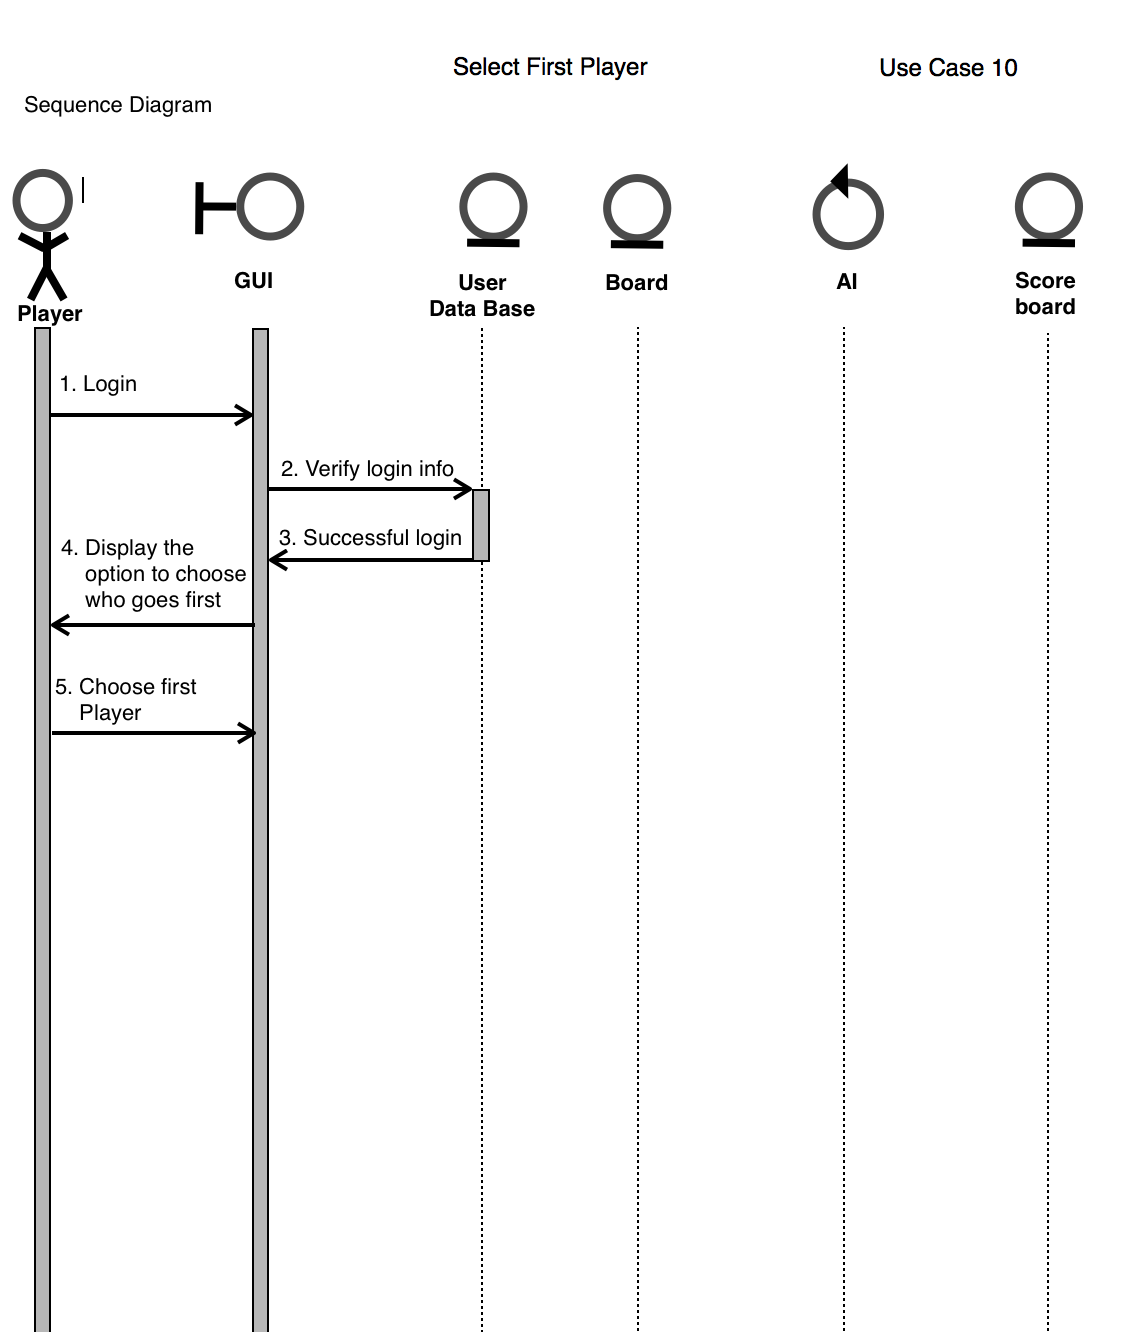 Select First Player
Use Case 10
Sequence Diagram
Player
GUI
User
Data Base
Board
AI
Score
board
1. Login
2. Verify login info
3. Successful login
4. Display the
option to choose
who goes first
5. Choose first
Player